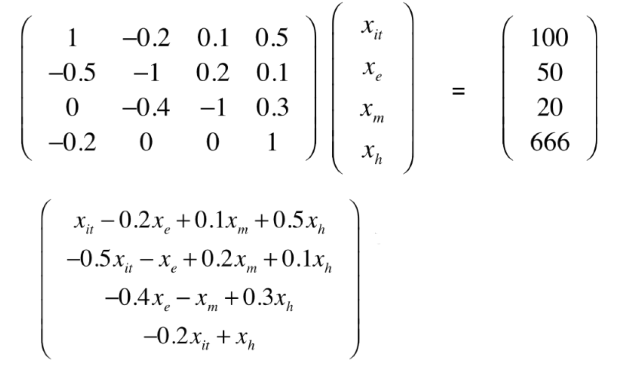 1 −0.2 0.1 0.5 x_it 100
−0.5 −1 0.2 0.1 x_e 50
0 −0.4 −1 0.3 x_m = 20
−0.2 0 0 1 x_h 666
x_it − 0.2x_e + 0.1x_m + 0.5x_h
−0.5x_it − x_e + 0.2x_m + 0.1x_h
−0.4x_e − x_m + 0.3x_h
−0.2x_it + x_h